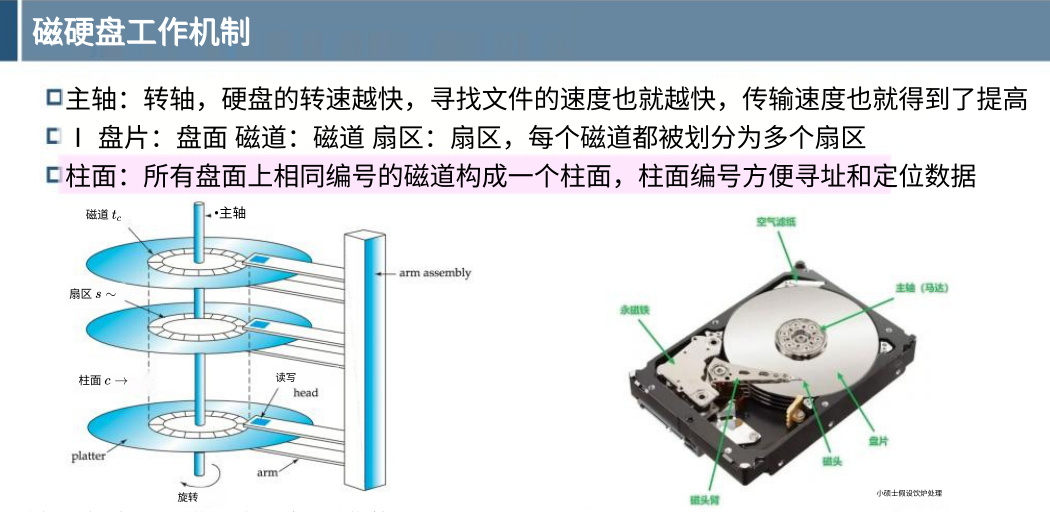 磁硬盘工作机制
主轴：转轴，硬盘的转速越快，寻找文件的速度也就越快，传输速度也就得到了提高
l 盘片：盘面 磁道：磁道 扇区：扇区，每个磁道都被划分为多个扇区
柱面：所有盘面上相同编号的磁道构成一个柱面，柱面编号方便寻址和定位数据
磁道 t_c
•主轴
arm assembly
扇区 s ~
柱面 c →
读写
head
platter
arm
旋转
空气滤纸
主轴（马达）
永磁铁
盘片
磁头
磁头臂
小硕士假设饮炉处理